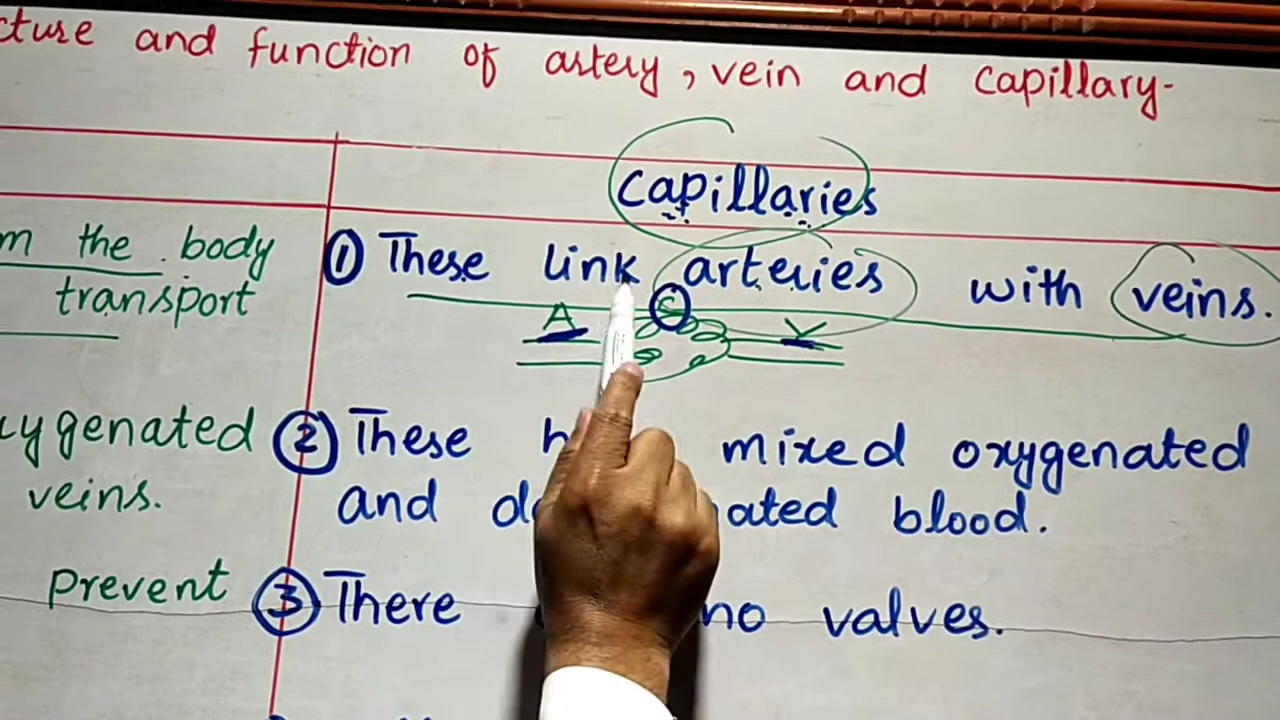 cture and function of artery, vein and capillary-
Capillaries
m the body
transport
① These link arteries with veins.
A C V
ygenated
veins.
② These mixed oxygenated
and blood.
Prevent
③ There no valves.